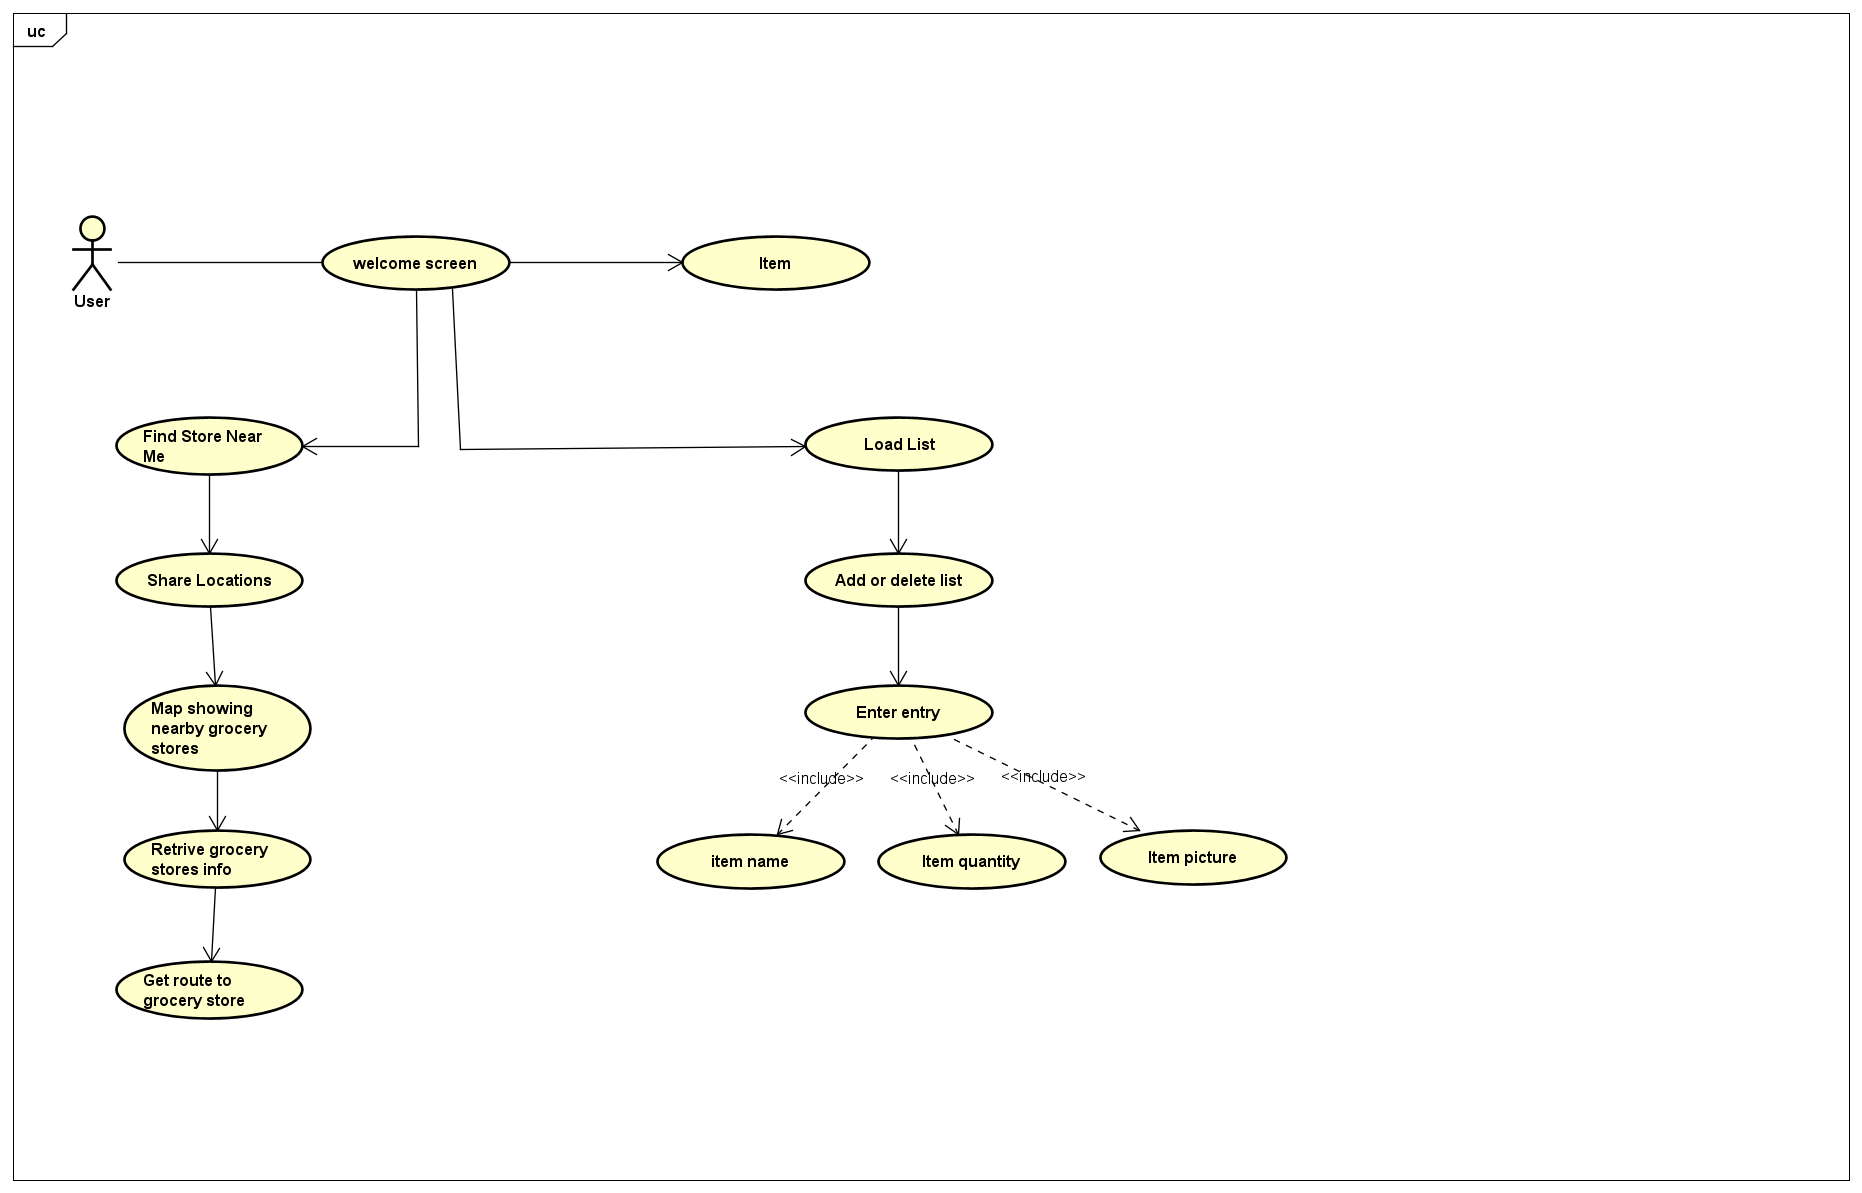 uc
User
welcome screen
Item
Find Store Near
Me
Load List
Share Locations
Add or delete list
Map showing
nearby grocery
stores
Enter entry
<<include>>
<<include>>
<<include>>
item name
Item quantity
Item picture
Retrive grocery
stores info
Get route to
grocery store